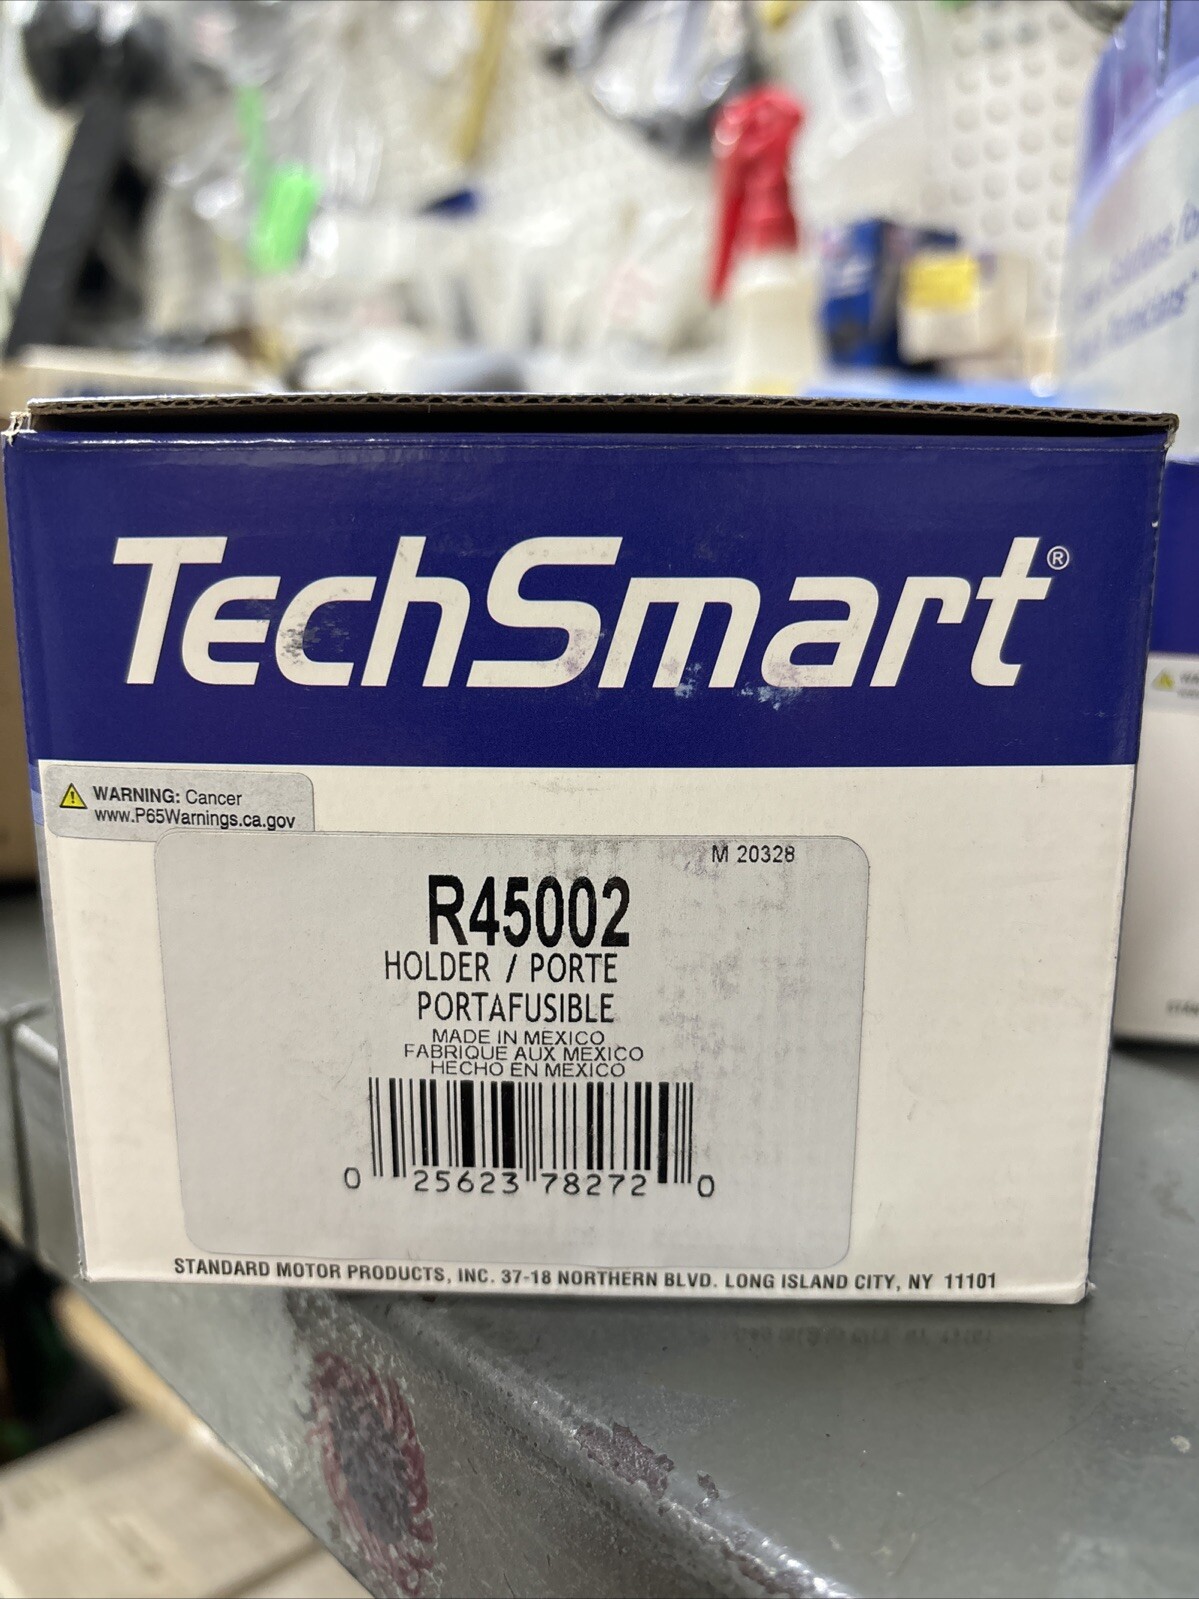 TechSmart®
WARNING: Cancer
www.P65Warnings.ca.gov
M 20328
R45002
HOLDER / PORTE
PORTAFUSIBLE
MADE IN MEXICO
FABRIQUE AUX MEXICO
HECHO EN MEXICO
0 25623 78272 0
STANDARD MOTOR PRODUCTS, INC. 37-18 NORTHERN BLVD. LONG ISLAND CITY, NY 11101